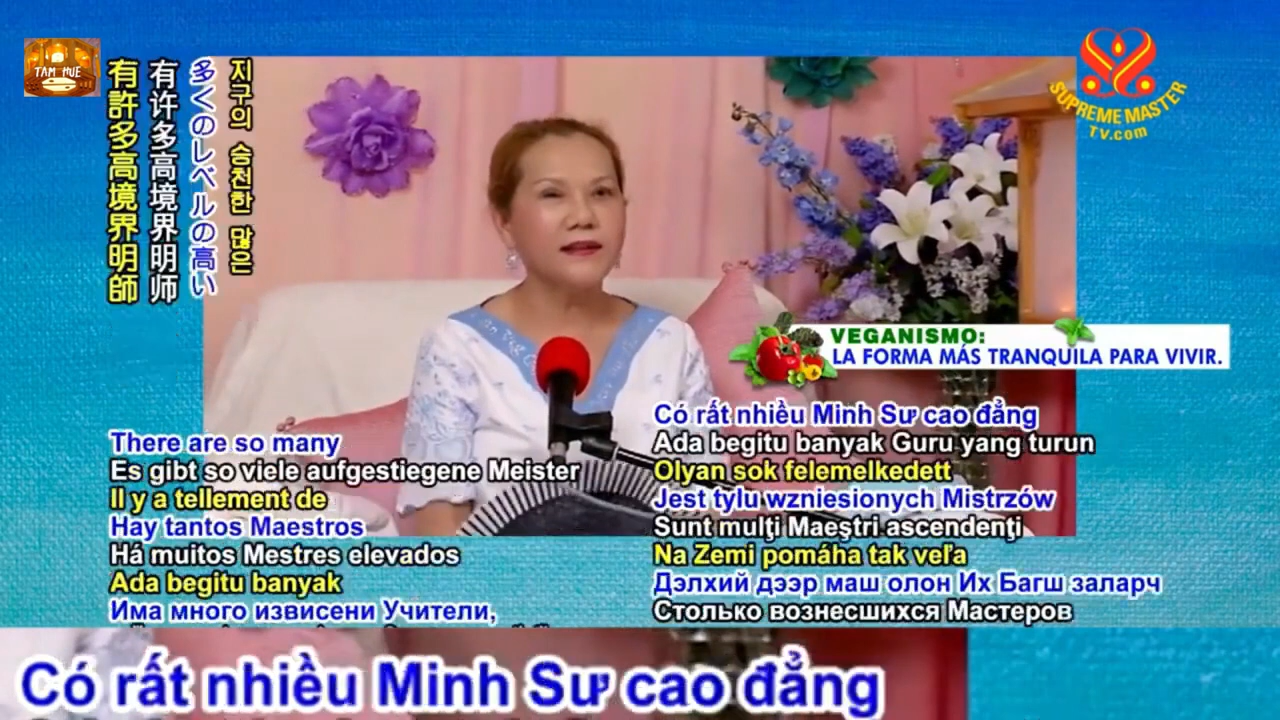 TAM HUE
有許多高境界明師
有许多高境界明师
多くのレベルの高い
지구의 승천한 많은
SUPREME MASTER
TV.com
VEGANISMO:
LA FORMA MÁS TRANQUILA PARA VIVIR.
There are so many
Es gibt so viele aufgestiegene Meister
Il y a tellement de
Hay tantos Maestros
Há muitos Mestres elevados
Ada begitu banyak
Има много извисени Учители,
Có rất nhiều Minh Sư cao đẳng
Ada begitu banyak Guru yang turun
Olyan sok felemelkedett
Jest tylu wzniesionych Mistrzów
Sunt mulţi Maeştri ascendenţi
Na Zemi pomáha tak veľa
Дэлхий дээр маш олон Их Багш заларч
Столько вознесшихся Мастеров
Có rất nhiều Minh Sư cao đẳng